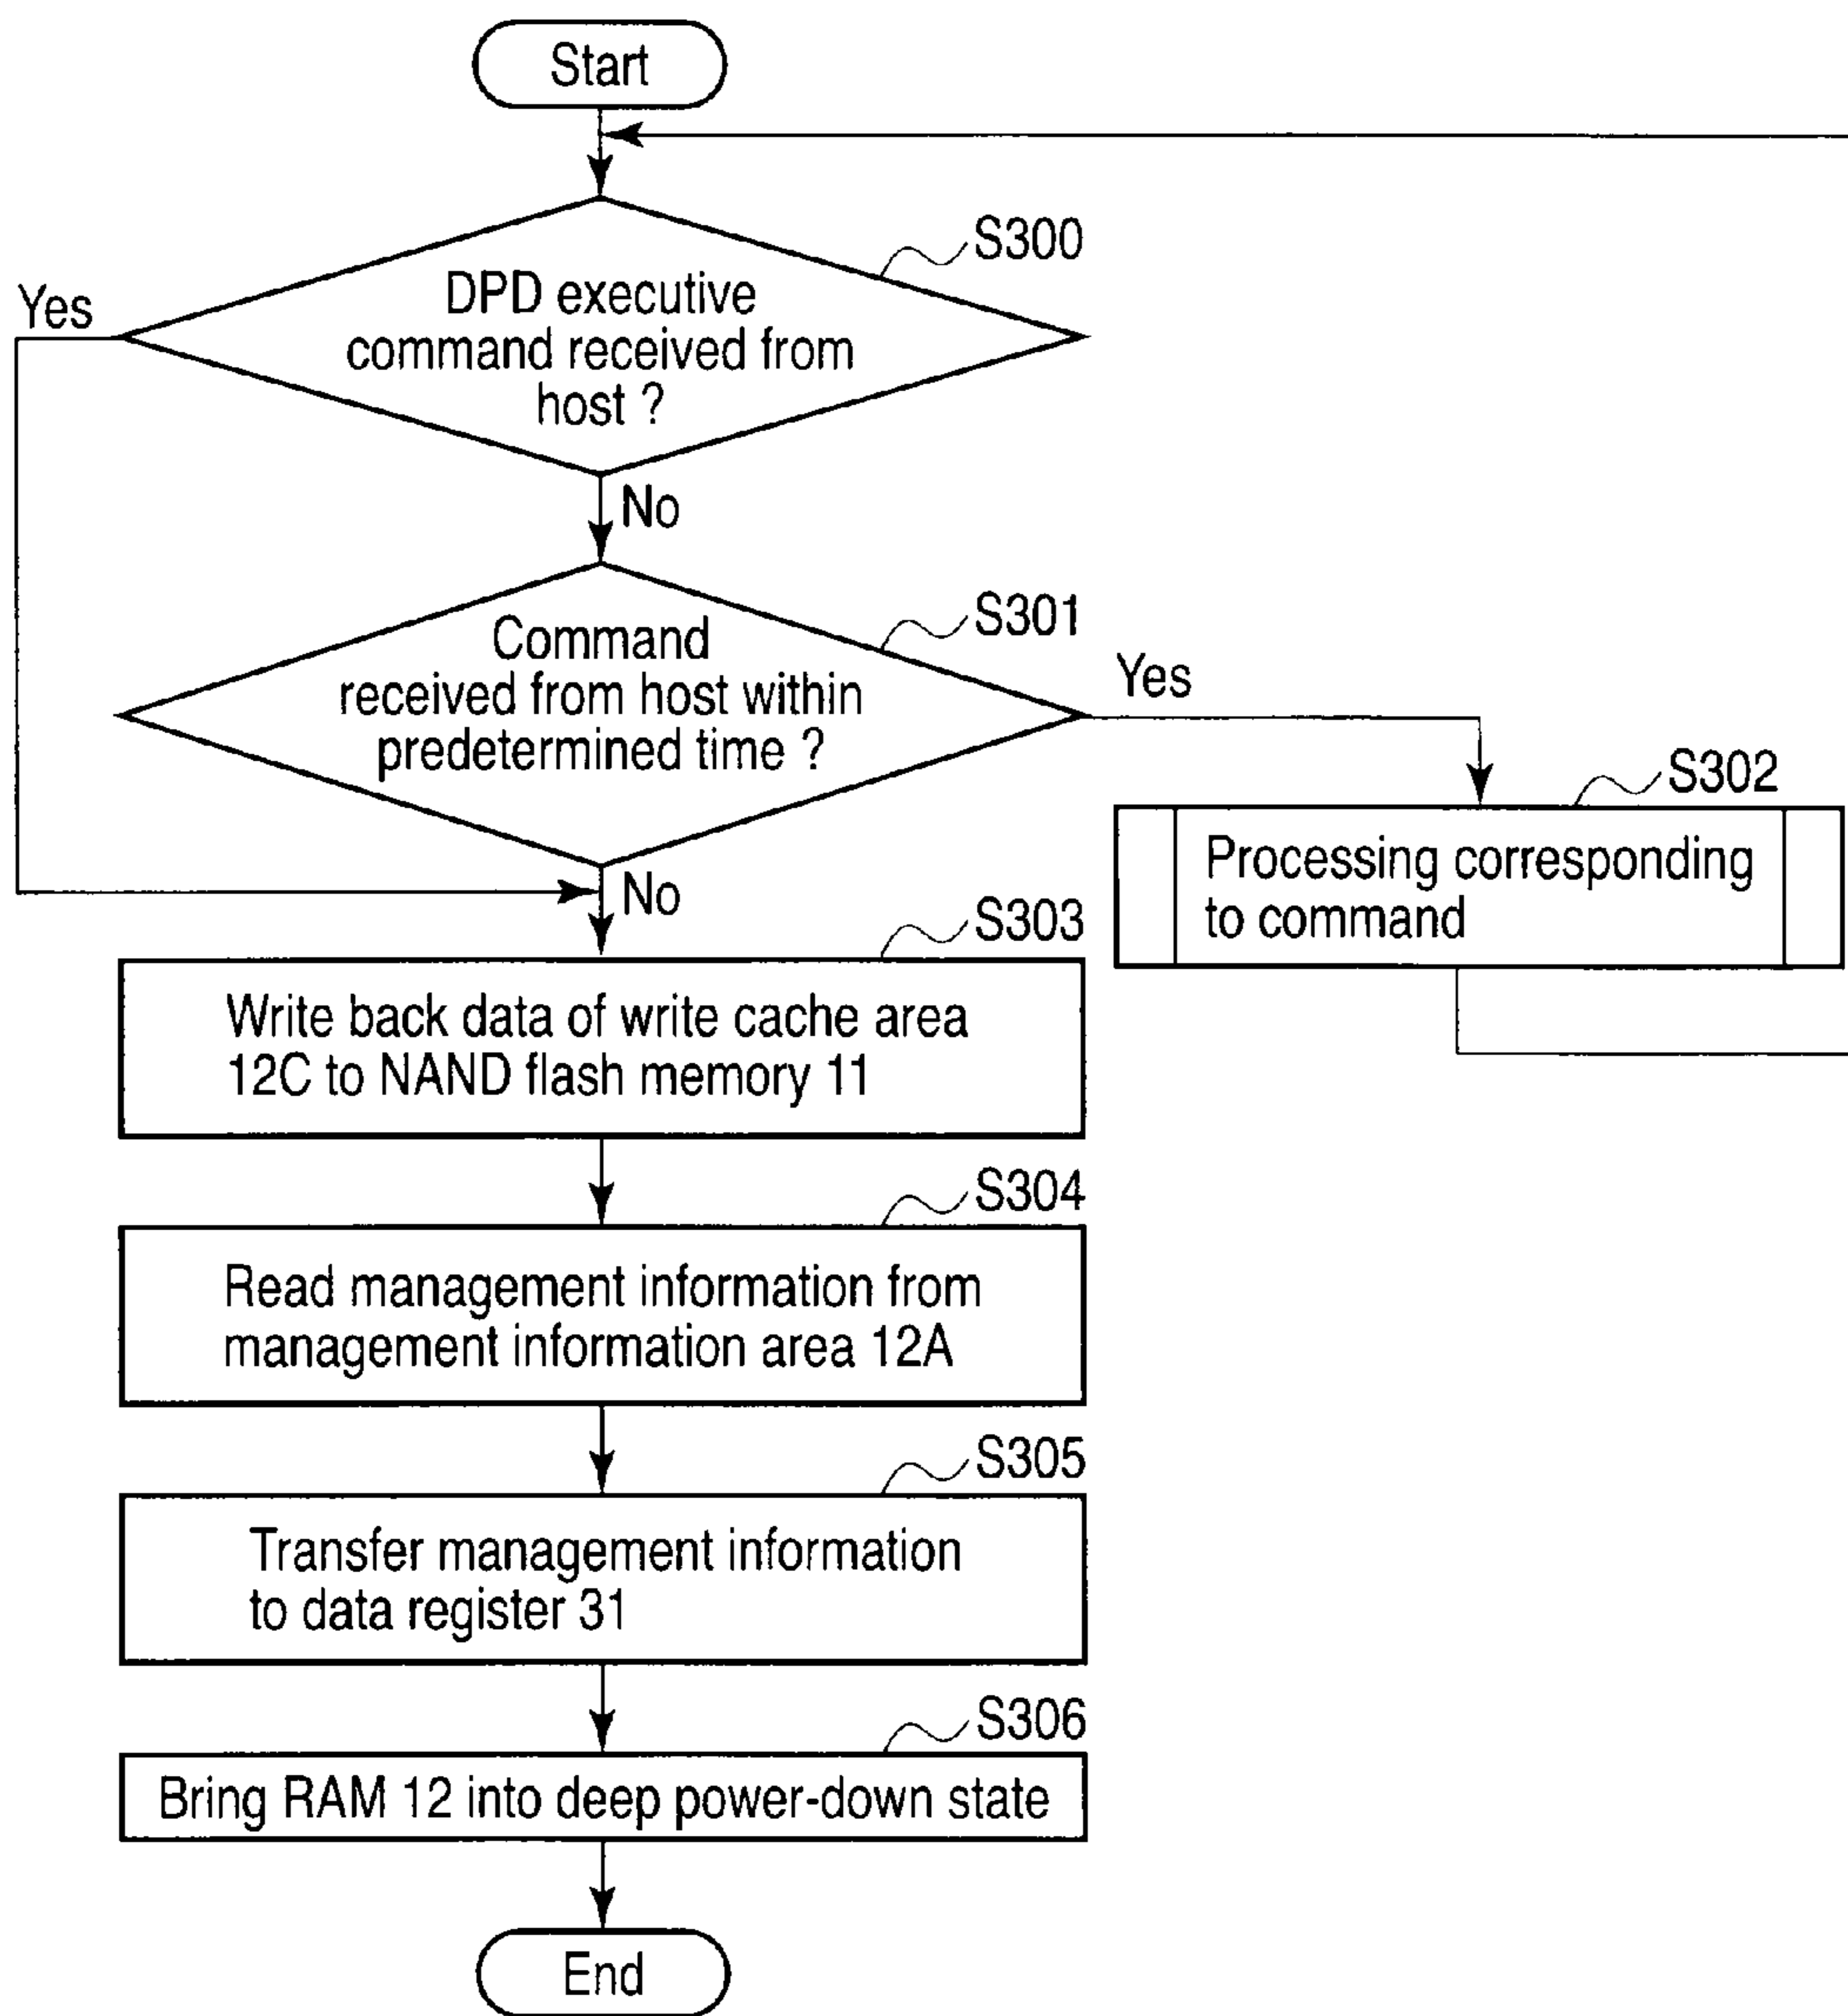 Start
S300
Yes
DPD executive
command received from
host ?
No
S301
Command
received from host within
predetermined time ?
Yes
S302
Processing corresponding
to command
No
S303
Write back data of write cache area
12C to NAND flash memory 11
S304
Read management information from
management information area 12A
S305
Transfer management information
to data register 31
S306
Bring RAM 12 into deep power-down state
End